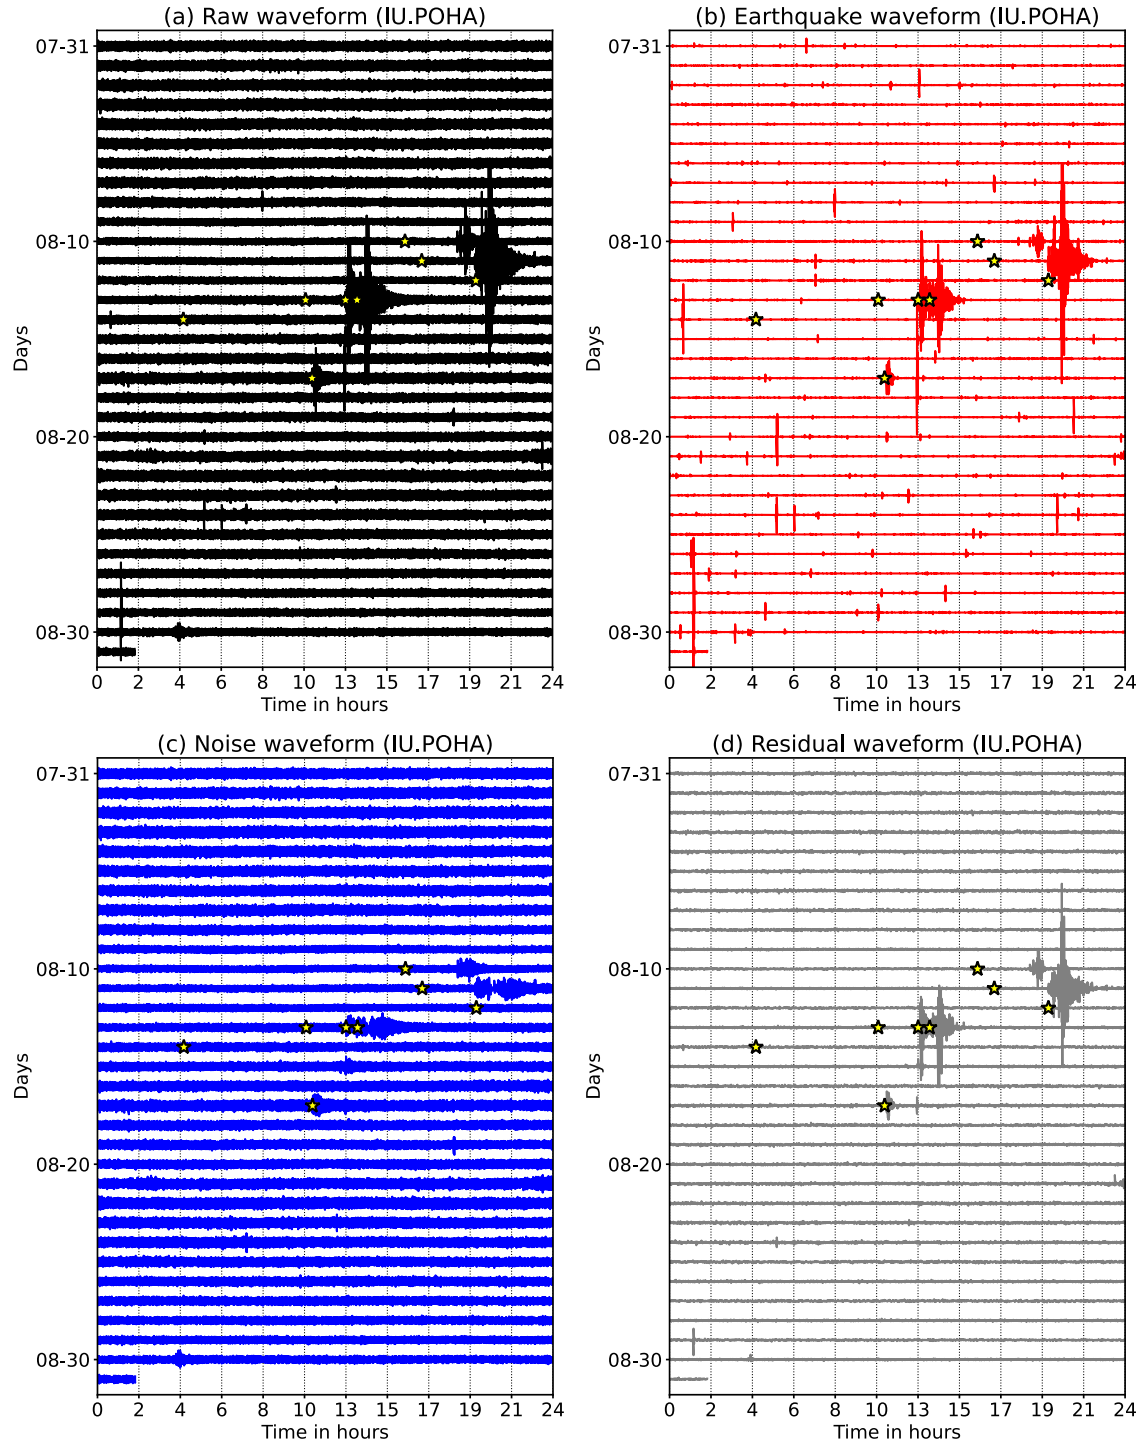 (a) Raw waveform (IU.POHA)
07-31
08-10
08-20
08-30
Days
0 2 4 6 8 10 13 15 17 19 21 24
Time in hours
(b) Earthquake waveform (IU.POHA)
07-31
08-10
08-20
08-30
Days
0 2 4 6 8 10 13 15 17 19 21 24
Time in hours
(c) Noise waveform (IU.POHA)
07-31
08-10
08-20
08-30
Days
0 2 4 6 8 10 13 15 17 19 21 24
Time in hours
(d) Residual waveform (IU.POHA)
07-31
08-10
08-20
08-30
Days
0 2 4 6 8 10 13 15 17 19 21 24
Time in hours